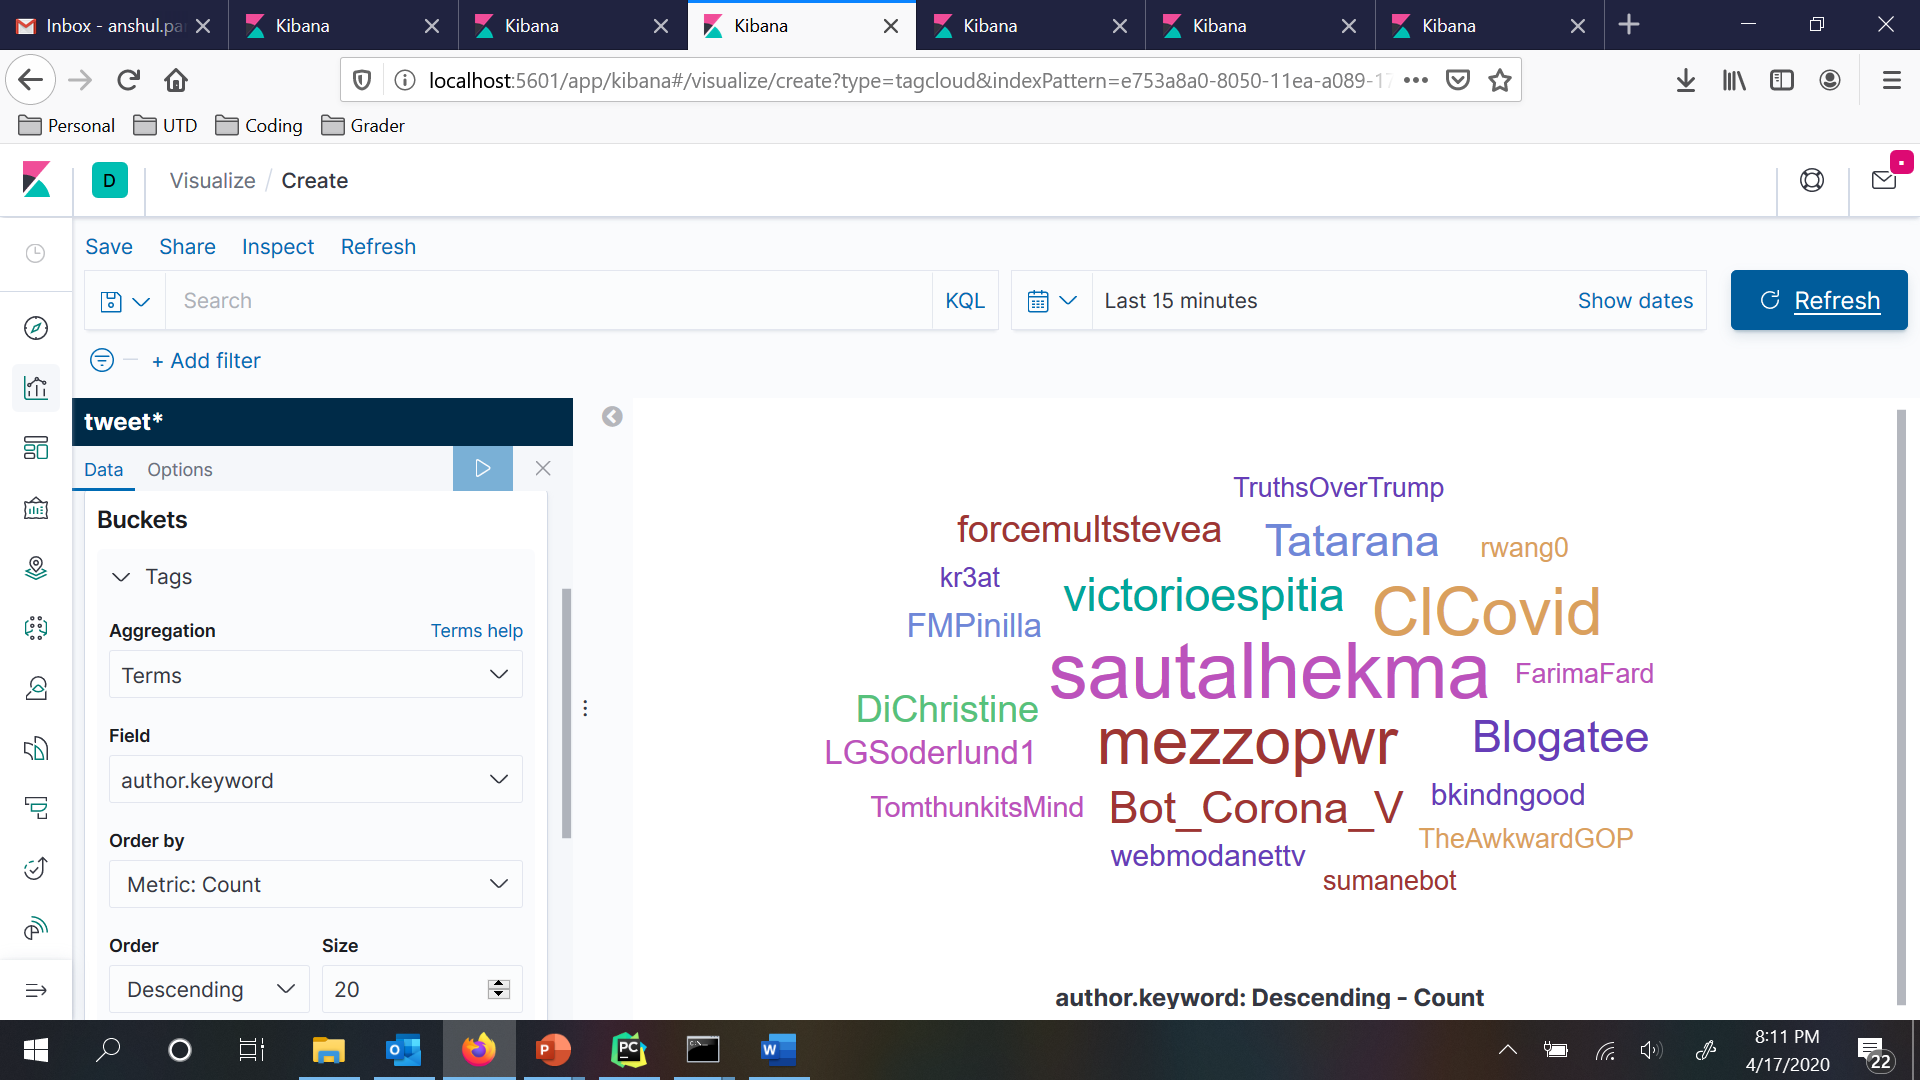 Inbox - anshul.pa
Kibana
Kibana
Kibana
Kibana
Kibana
Kibana
localhost:5601/app/kibana#/visualize/create?type=tagcloud&indexPattern=e753a8a0-8050-11ea-a089-17
Personal UTD Coding Grader
D Visualize / Create
Save Share Inspect Refresh
Search KQL Last 15 minutes Show dates Refresh
+ Add filter
tweet*
Data Options
Buckets
Tags
Aggregation Terms help
Terms
Field
author.keyword
Order by
Metric: Count
Order Size
Descending 20
TruthsOverTrump
forcemultstevea Tatarana rwang0
kr3at victorioespitia ClCovid
FMPinilla
sautalhekma FarimaFard
DiChristine
LGSoderlund1 mezzopwr Blogatee
TomthunkitsMind Bot_Corona_V bkindngood
TheAwkwardGOP
webmodanettv
sumanebot
author.keyword: Descending - Count
8:11 PM
4/17/2020
22